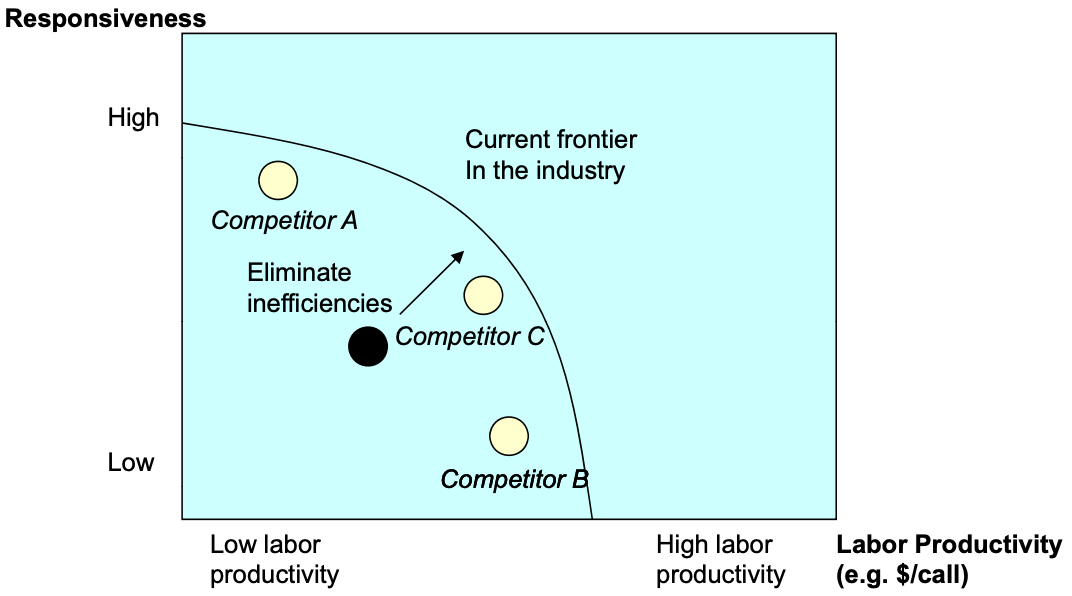 Responsiveness
High
Current frontier
In the industry
Competitor A
Eliminate
inefficiencies
Competitor C
Low
Competitor B
Low labor
productivity
High labor
productivity
Labor Productivity
(e.g. $/call)